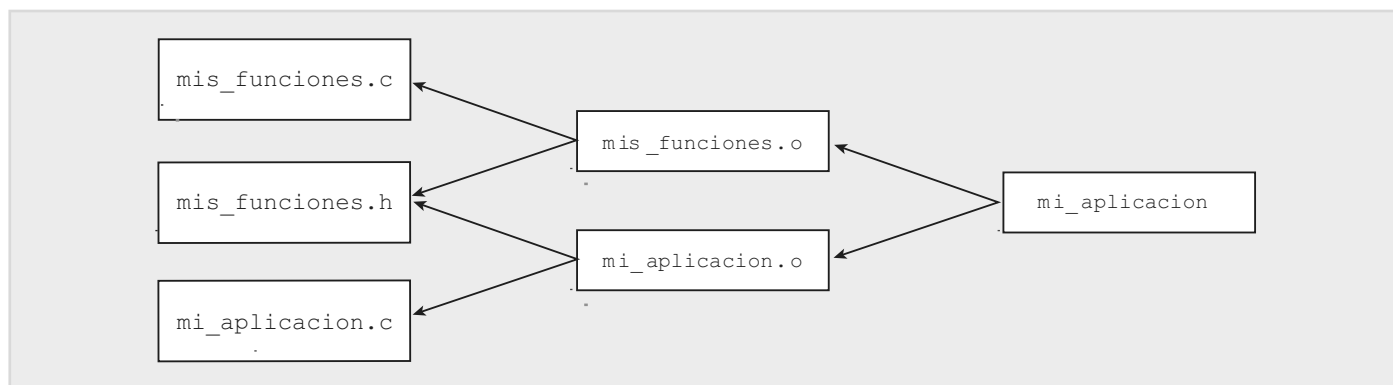 mis_funciones.c
mis_funciones.o
mis_funciones.h
mi_aplicacion
mi_aplicacion.o
mi_aplicacion.c